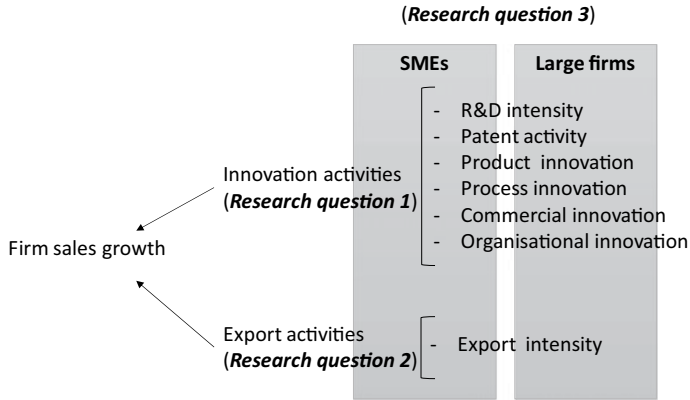 (Research question 3)
SMEs
Large firms
- R&D intensity
- Patent activity
- Product innovation
- Process innovation
- Commercial innovation
- Organisational innovation
Innovation activities
(Research question 1)
Firm sales growth
Export activities
(Research question 2)
- Export intensity